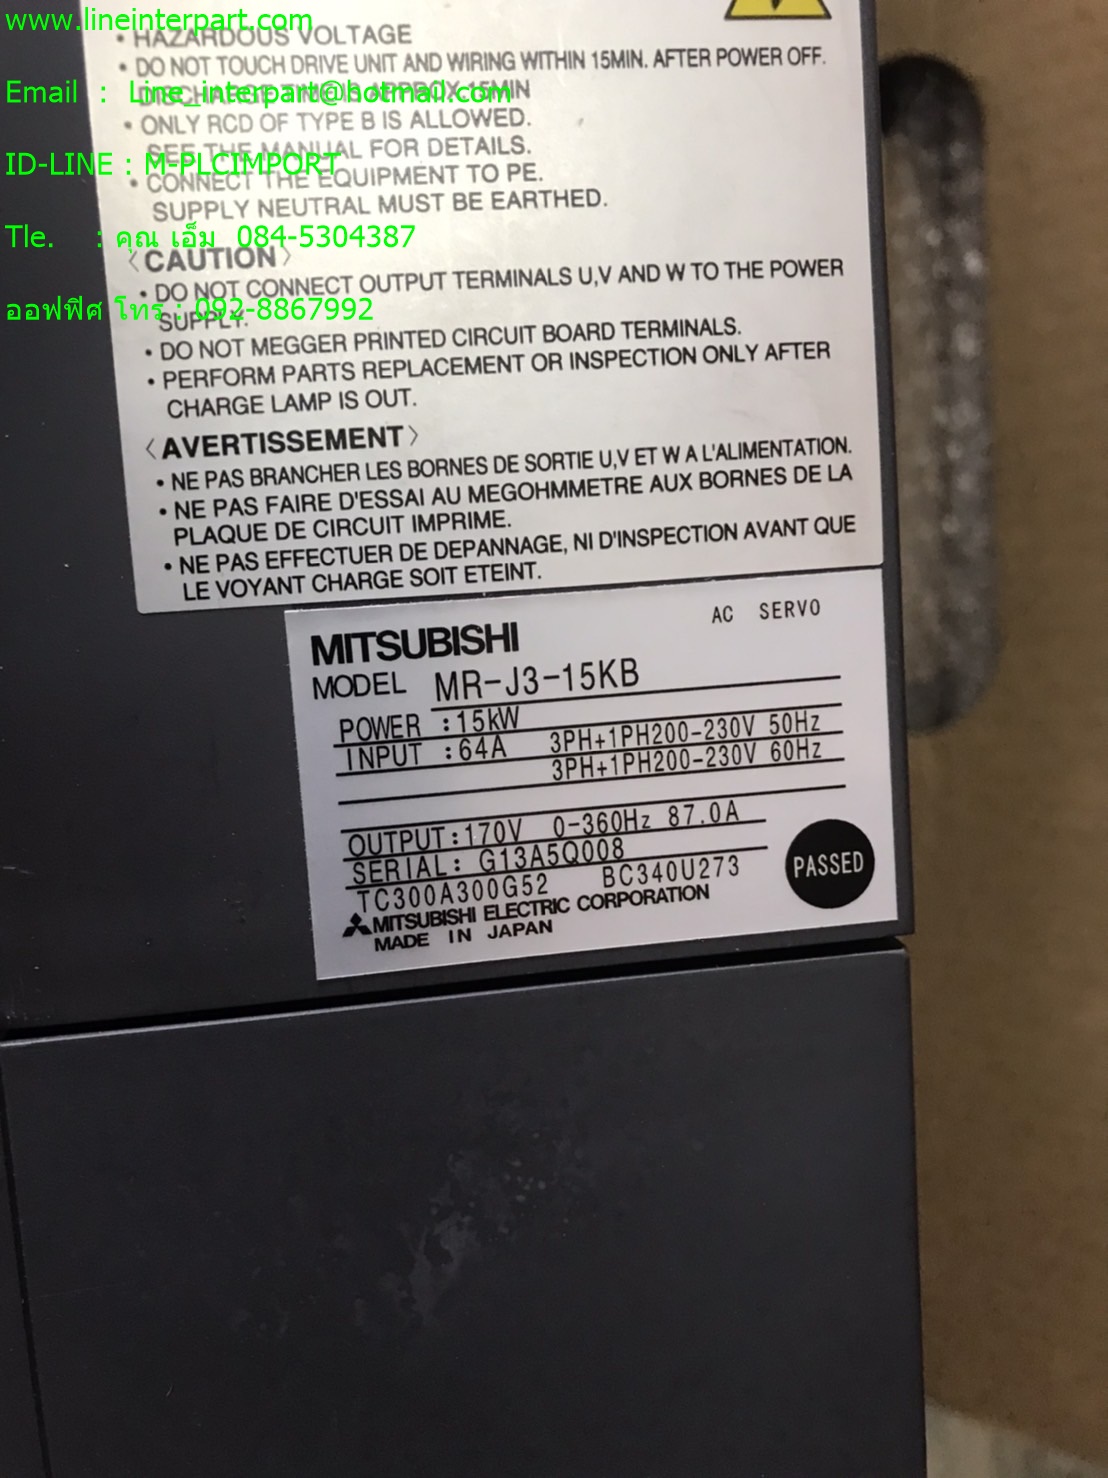 www.lineinterpart.com
• HAZARDOUS VOLTAGE
• DO NOT TOUCH DRIVE UNIT AND WIRING WITHIN 15MIN. AFTER POWER OFF.
Email : Line_interpart@hotmail.com
DISCHARGE TIME IS APPROX.15MIN
• ONLY RCD OF TYPE B IS ALLOWED.
SEE THE MANUAL FOR DETAILS.
ID-LINE : M-PLCIMPORT
• CONNECT THE EQUIPMENT TO PE.
SUPPLY NEUTRAL MUST BE EARTHED.
Tle. : คุณ เอ็ม 084-5304387
〈CAUTION〉
• DO NOT CONNECT OUTPUT TERMINALS U,V AND W TO THE POWER
ออฟฟิศ โทร : 092-8867992
SUPPLY.
• DO NOT MEGGER PRINTED CIRCUIT BOARD TERMINALS.
• PERFORM PARTS REPLACEMENT OR INSPECTION ONLY AFTER
CHARGE LAMP IS OUT.
〈AVERTISSEMENT〉
• NE PAS BRANCHER LES BORNES DE SORTIE U,V ET W A L'ALIMENTATION.
• NE PAS FAIRE D'ESSAI AU MEGOHMMETRE AUX BORNES DE LA
PLAQUE DE CIRCUIT IMPRIME.
• NE PAS EFFECTUER DE DEPANNAGE, NI D'INSPECTION AVANT QUE
LE VOYANT CHARGE SOIT ETEINT.
AC SERVO
MITSUBISHI
MODEL MR-J3-15KB
POWER :15kW
INPUT :64A 3PH+1PH200-230V 50Hz
3PH+1PH200-230V 60Hz
OUTPUT:170V 0-360Hz 87.0A
SERIAL: G13A5Q008
TC300A300G52 BC340U273
PASSED
MITSUBISHI ELECTRIC CORPORATION
MADE IN JAPAN